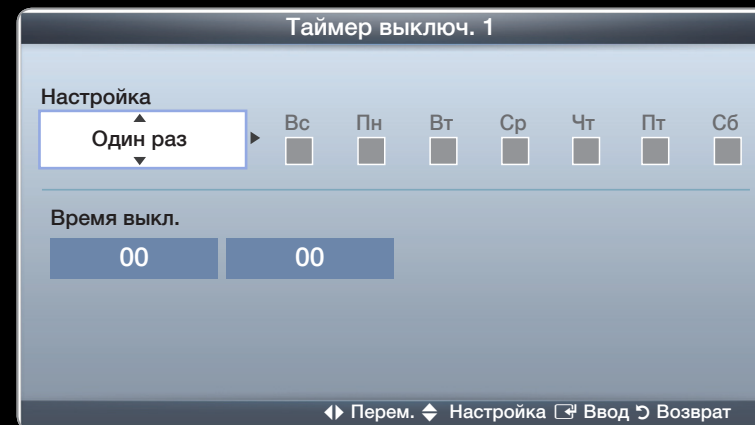 Таймер выключ. 1
Настройка
Один раз
Вс Пн Вт Ср Чт Пт Сб
Время выкл.
00 00
Перем. Настройка Ввод Возврат